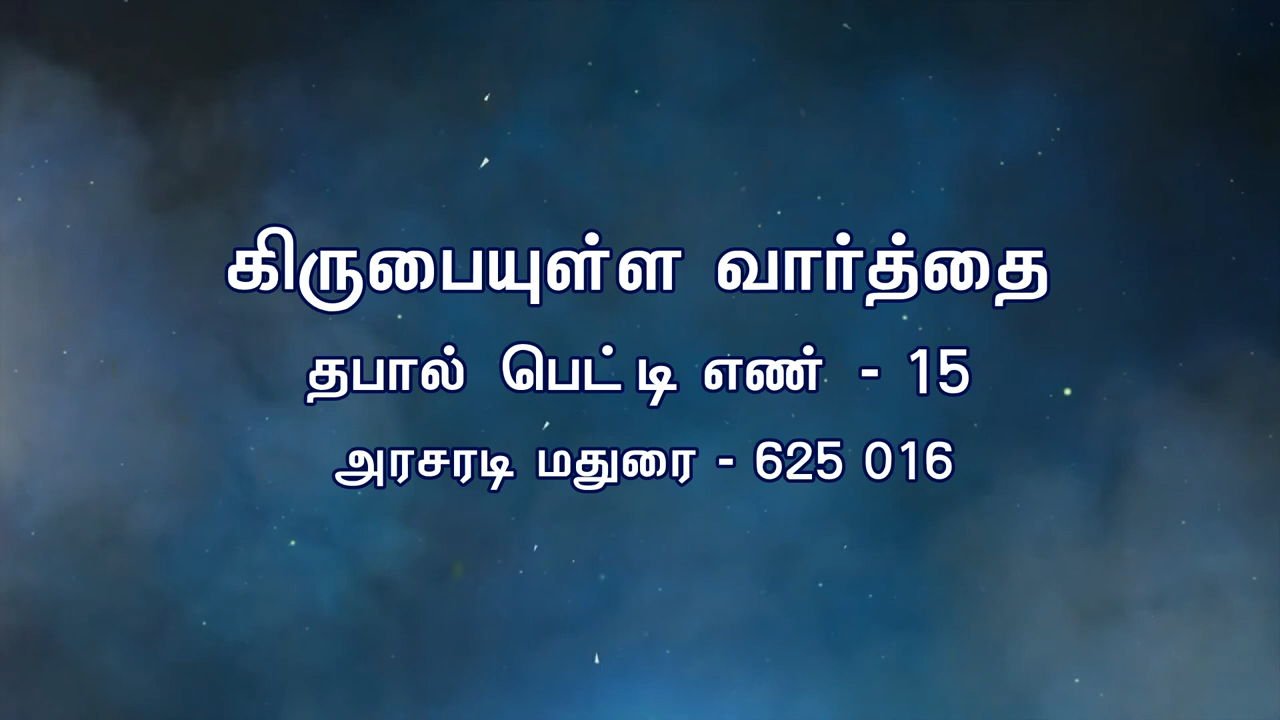 கிருபையுள்ள வார்த்தை
தபால் பெட்டி எண் - 15
அரசரடி மதுரை - 625 016